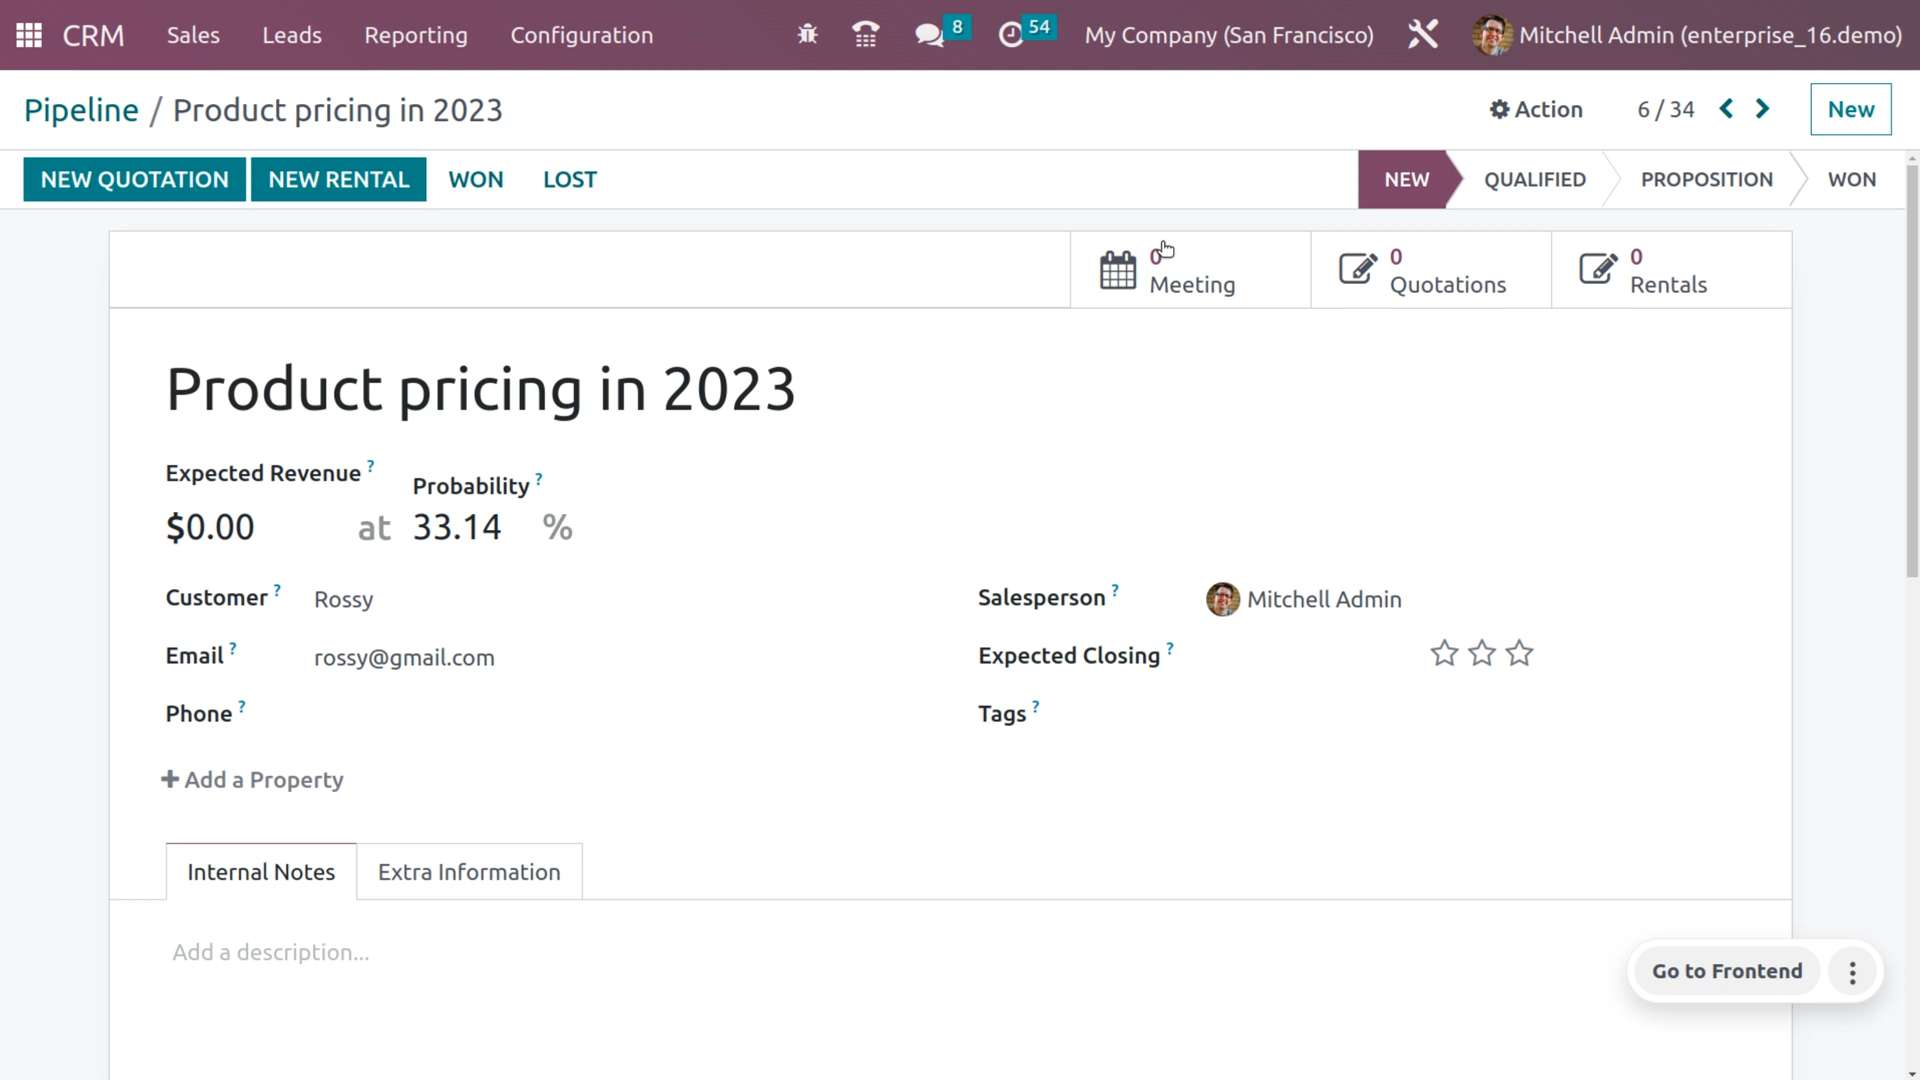 CRM Sales Leads Reporting Configuration 8 54 My Company (San Francisco) Mitchell Admin (enterprise_16.demo)
Pipeline / Product pricing in 2023 Action 6 / 34 New
NEW QUOTATION NEW RENTAL WON LOST NEW QUALIFIED PROPOSITION WON
0 0 0
Meeting Quotations Rentals
Product pricing in 2023
Expected Revenue ? Probability ?
$0.00 at 33.14 %
Customer ? Rossy Salesperson ? Mitchell Admin
Email ? rossy@gmail.com Expected Closing ?
Phone ? Tags ?
Add a Property
Internal Notes Extra Information
Add a description...
Go to Frontend